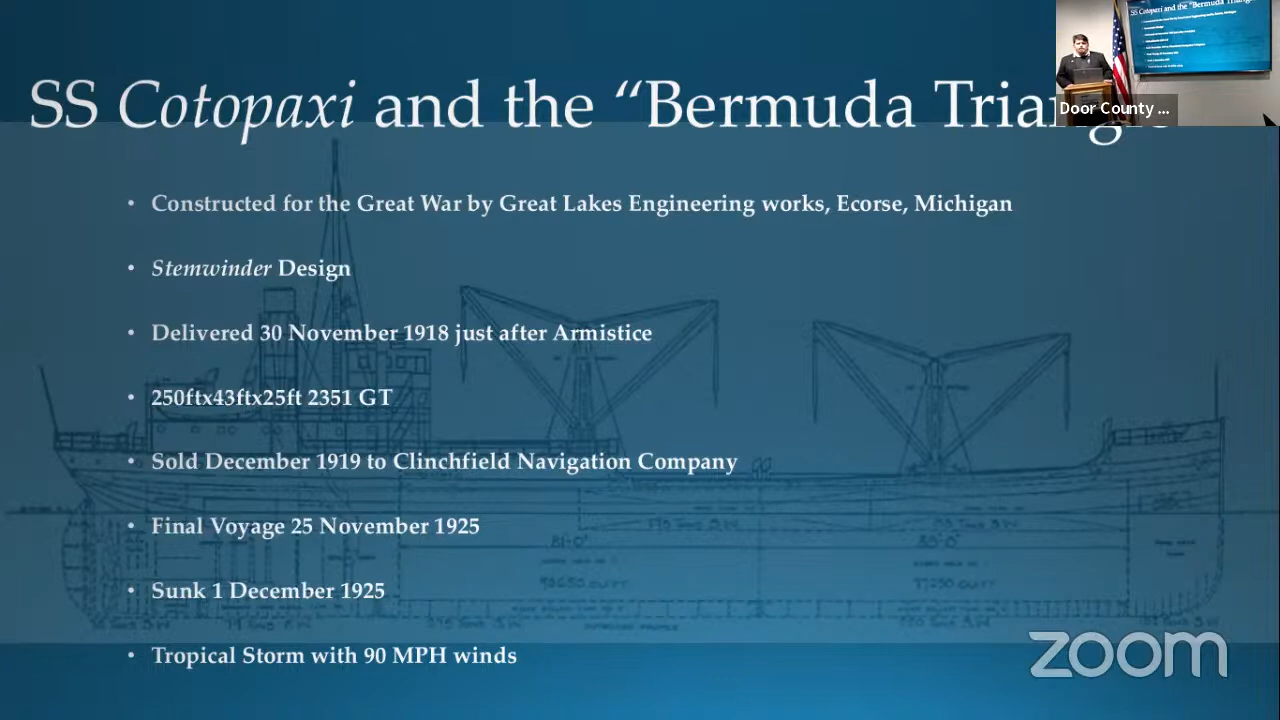 SS Cotopaxi and the “Bermuda
Door County ...
• Constructed for the Great War by Great Lakes Engineering works, Ecorse, Michigan
• Stemwinder Design
• Delivered 30 November 1918 just after Armistice
• 250ftx43ftx25ft 2351 GT
• Sold December 1919 to Clinchfield Navigation Company
• Final Voyage 25 November 1925
• Sunk 1 December 1925
• Tropical Storm with 90 MPH winds
zoom